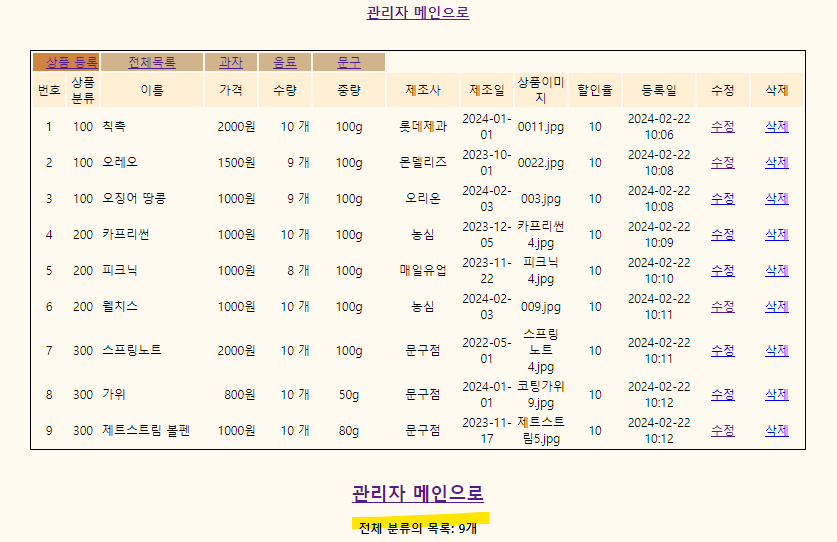 관리자 메인으로
상품 등록 전체목록 과자 음료 문구
번호 상품 분류 이름 가격 수량 중량 제조사 제조일 상품이미지 할인율 등록일 수정 삭제
1 100 칙촉 2000원 10 개 100g 롯데제과 2024-01-01 0011.jpg 10 2024-02-22 10:06 수정 삭제
2 100 오레오 1500원 9 개 100g 몬델리즈 2023-10-01 0022.jpg 10 2024-02-22 10:08 수정 삭제
3 100 오징어 땅콩 1000원 9 개 100g 오리온 2024-02-03 003.jpg 10 2024-02-22 10:08 수정 삭제
4 200 카프리썬 1000원 10 개 100g 농심 2023-12-05 카프리썬4.jpg 10 2024-02-22 10:09 수정 삭제
5 200 피크닉 1000원 8 개 100g 매일유업 2023-11-22 피크닉4.jpg 10 2024-02-22 10:10 수정 삭제
6 200 웰치스 1000원 10 개 100g 농심 2024-02-03 009.jpg 10 2024-02-22 10:11 수정 삭제
7 300 스프링노트 2000원 10 개 100g 문구점 2022-05-01 스프링노트4.jpg 10 2024-02-22 10:11 수정 삭제
8 300 가위 800원 10 개 50g 문구점 2024-01-01 코팅가위9.jpg 10 2024-02-22 10:12 수정 삭제
9 300 제트스트림 볼펜 1000원 10 개 80g 문구점 2023-11-17 제트스트림5.jpg 10 2024-02-22 10:12 수정 삭제
관리자 메인으로
전체 분류의 목록: 9개